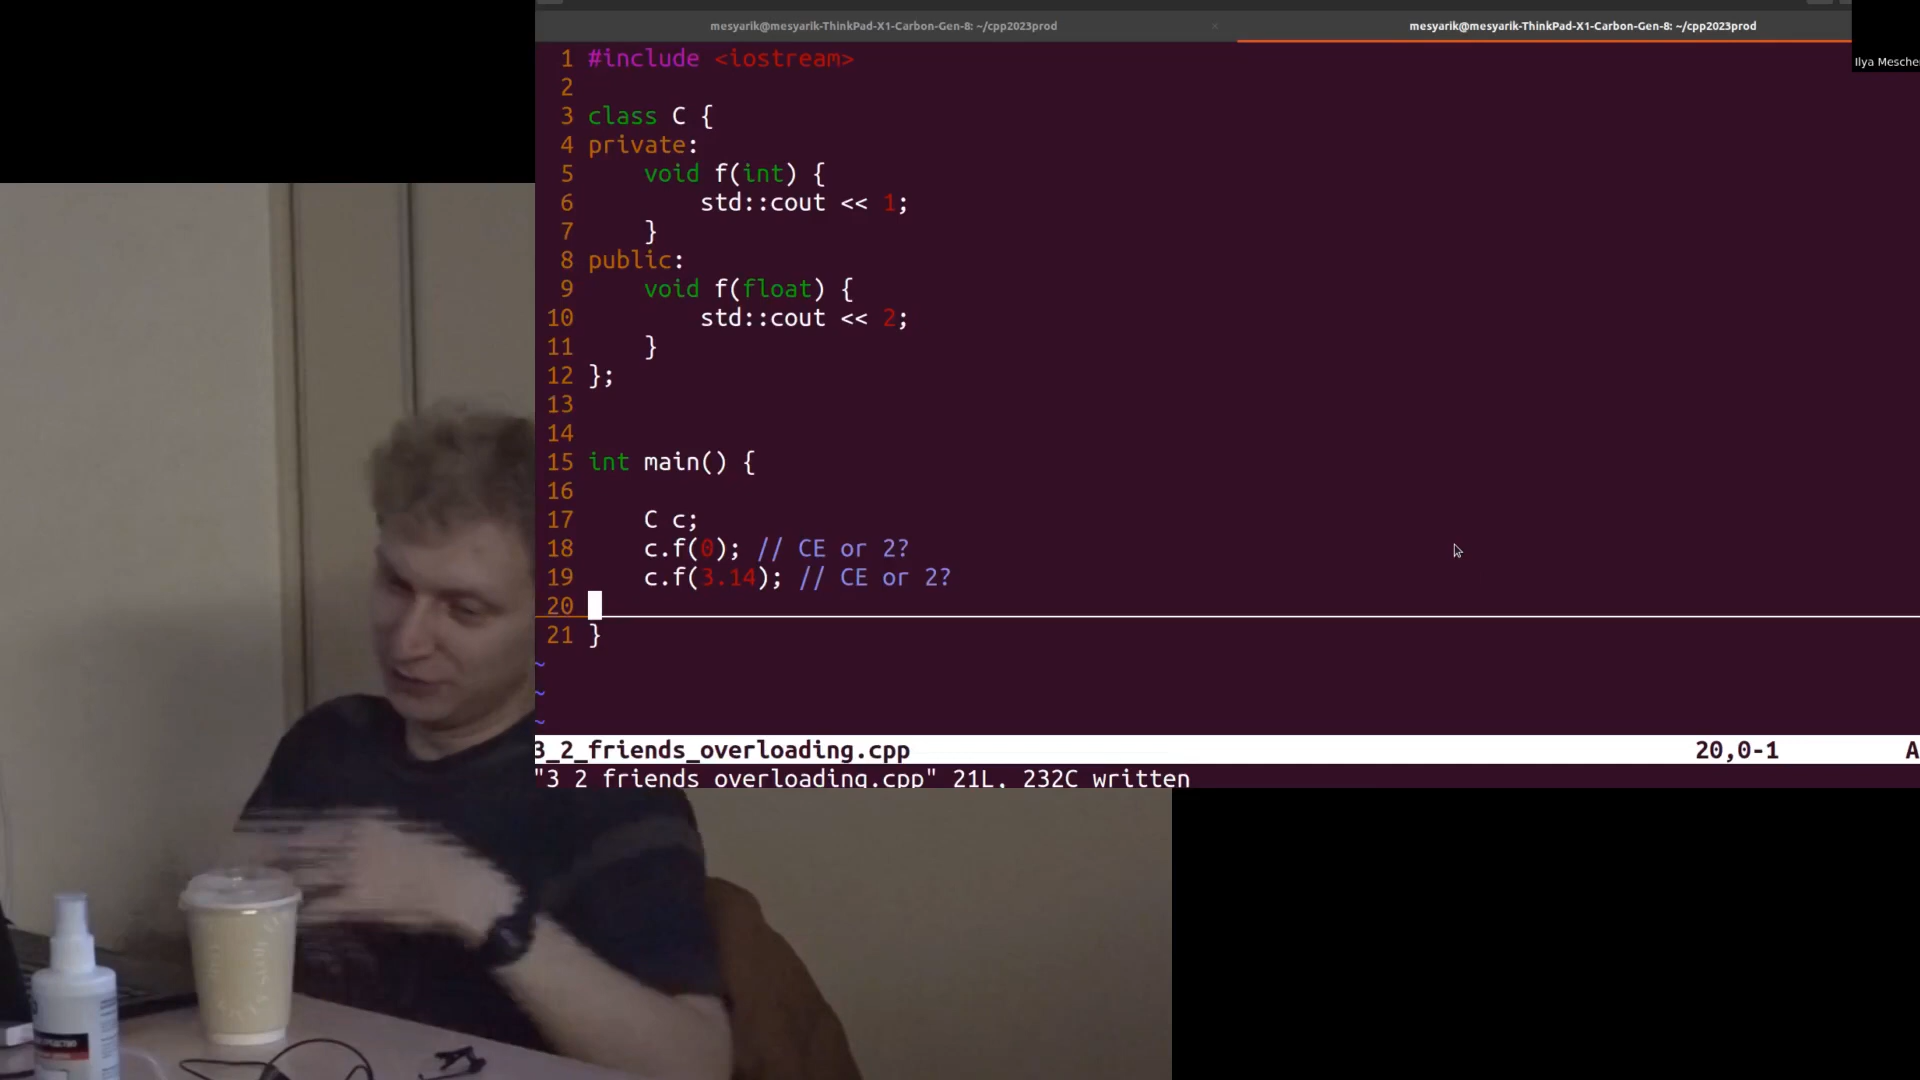 mesyarik@mesyarik-ThinkPad-X1-Carbon-Gen-8: ~/cpp2023prod × mesyarik@mesyarik-ThinkPad-X1-Carbon-Gen-8: ~/cpp2023prod
Ilya Mesche
1 #include <iostream>
2
3 class C {
4 private:
5     void f(int) {
6         std::cout << 1;
7     }
8 public:
9     void f(float) {
10         std::cout << 2;
11     }
12 };
13
14
15 int main() {
16
17     C c;
18     c.f(0); // CE or 2?
19     c.f(3.14); // CE or 2?
20
21 }
~
~
~
3_2_friends_overloading.cpp 20,0-1 A
"3_2_friends_overloading.cpp" 21L, 232C written